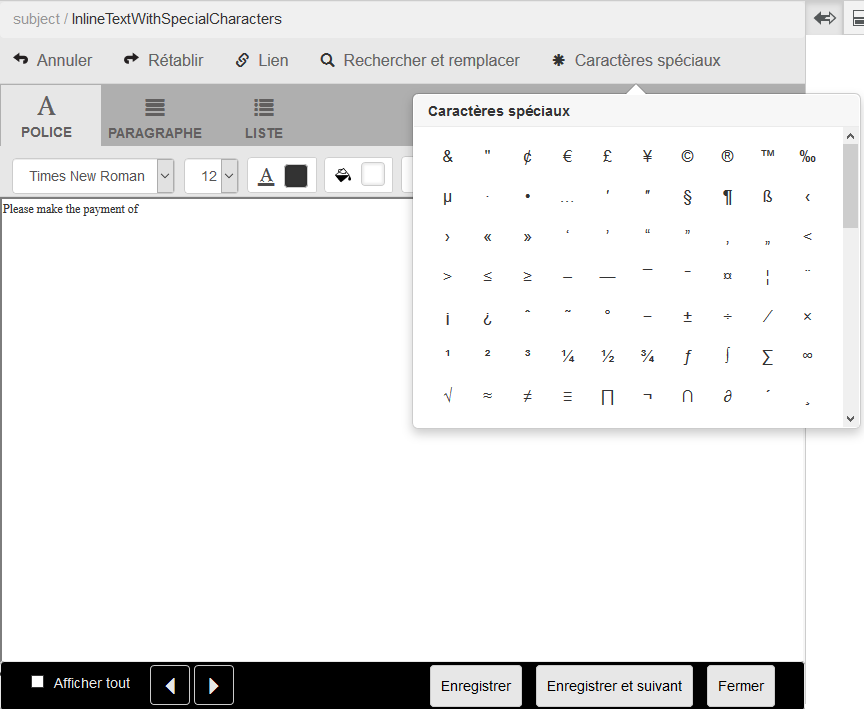 subject / InlineTextWithSpecialCharacters
Annuler Rétablir Lien Rechercher et remplacer Caractères spéciaux
A
POLICE PARAGRAPHE LISTE
Caractères spéciaux
Times New Roman 12 A
Please make the payment of
& " ¢ € £ ¥ © ® ™ ‰
µ · • … ′ ″ § ¶ ß ‹
› « » ‘ ’ “ ” ‚ „ <
> ≤ ≥ – — ¯ ‾ ¤ ¦ ¨
¡ ¿ ˆ ˜ ° − ± ÷ ⁄ ×
¹ ² ³ ¼ ½ ¾ ƒ ∫ ∑ ∞
√ ≈ ≠ ≡ ∏ ¬ ∩ ∂ ´ ¸
Afficher tout Enregistrer Enregistrer et suivant Fermer